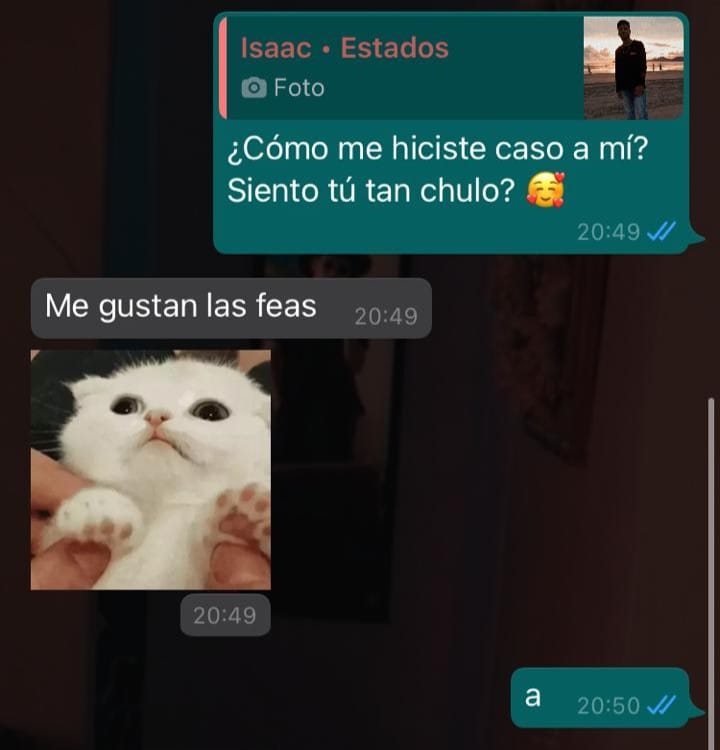 Isaac • Estados
Foto
¿Cómo me hiciste caso a mí?
Siento tú tan chulo? 🥰
20:49
Me gustan las feas 20:49
20:49
a 20:50